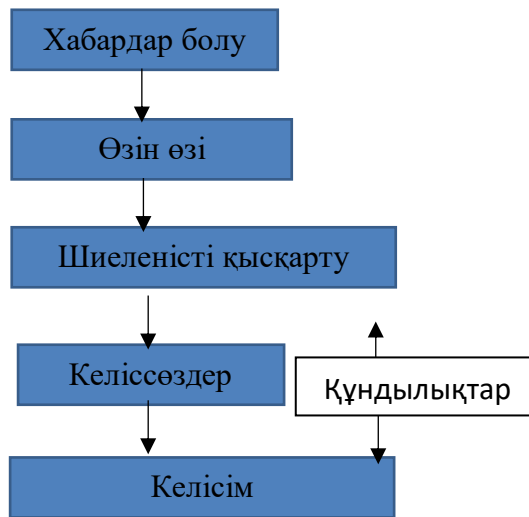 Хабардар болу
Өзін өзі
Шиеленісті қысқарту
Келіссөздер
Құндылықтар
Келісім